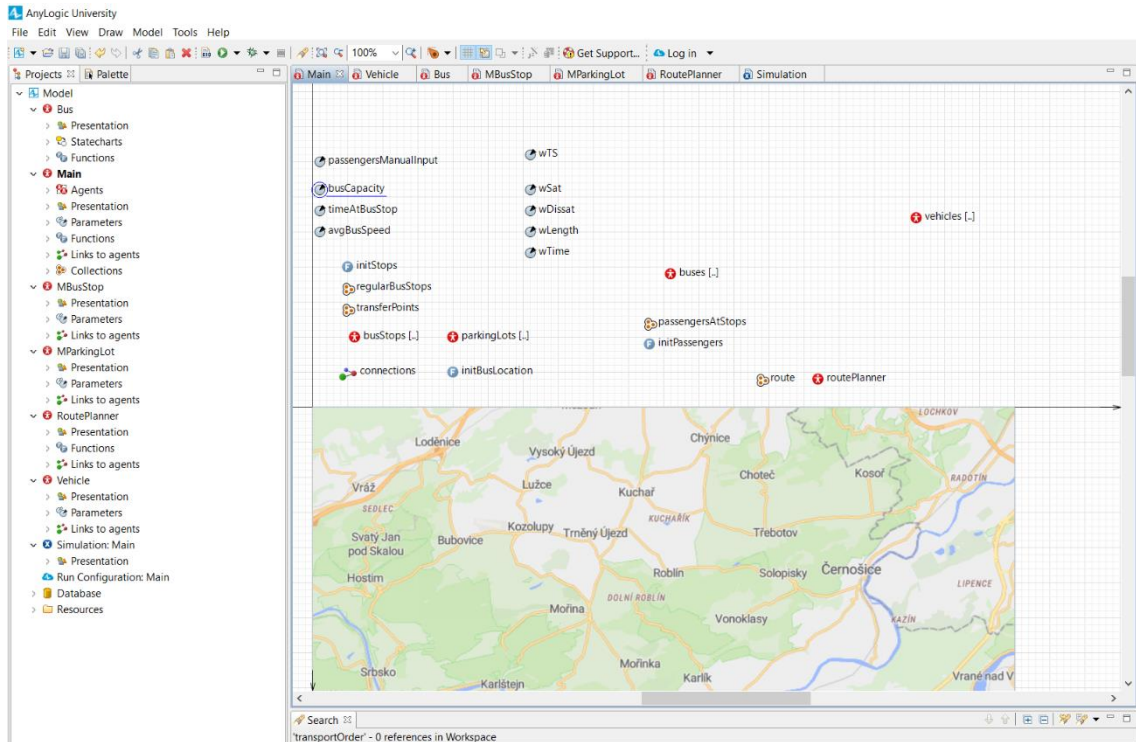 AnyLogic University
File Edit View Draw Model Tools Help
100% Get Support... Log in
Projects Palette
Model
Bus
Presentation
Statecharts
Functions
Main
Agents
Presentation
Parameters
Functions
Links to agents
Collections
MBusStop
Presentation
Parameters
Links to agents
MParkingLot
Presentation
Parameters
Links to agents
RoutePlanner
Presentation
Functions
Links to agents
Vehicle
Presentation
Parameters
Links to agents
Simulation: Main
Presentation
Run Configuration: Main
Database
Resources
Main Vehicle Bus MBusStop MParkingLot RoutePlanner Simulation
passengersManualInput wTS
busCapacity wSat
timeAtBusStop wDissat vehicles [..]
avgBusSpeed wLength
wTime
initStops buses [..]
regularBusStops
transferPoints passengersAtStops
busStops [..] parkingLots [..] initPassengers
connections initBusLocation route routePlanner
LOCHKOV
Loděnice Vysoký Újezd Chýnice
Vráž Lužce Kuchař Choteč Kosoř RADOTÍN
SEDLEC KUCHAŘÍK
Svatý Jan
pod Skalou Bubovice Kozolupy Trněný Újezd Třebotov
Hostim Roblín Solopisky Černošice LIPENCE
Mořina DOLNÍ ROBLÍN Vonoklasy KAZÍN
Srbsko Mořinka Karlík Vrané nad V
Karlštejn
Search
'transportOrder' - 0 references in Workspace